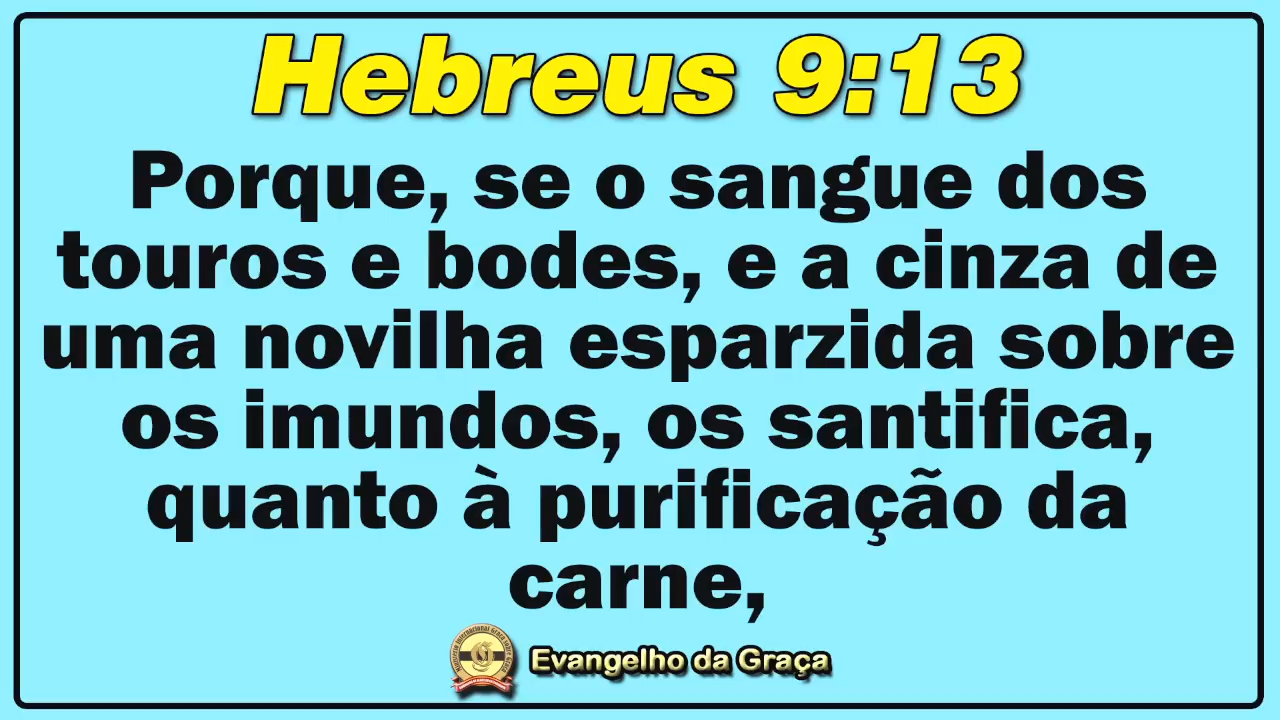 Hebreus 9:13
Porque, se o sangue dos
touros e bodes, e a cinza de
uma novilha esparzida sobre
os imundos, os santifica,
quanto à purificação da
carne,
Evangelho da Graça